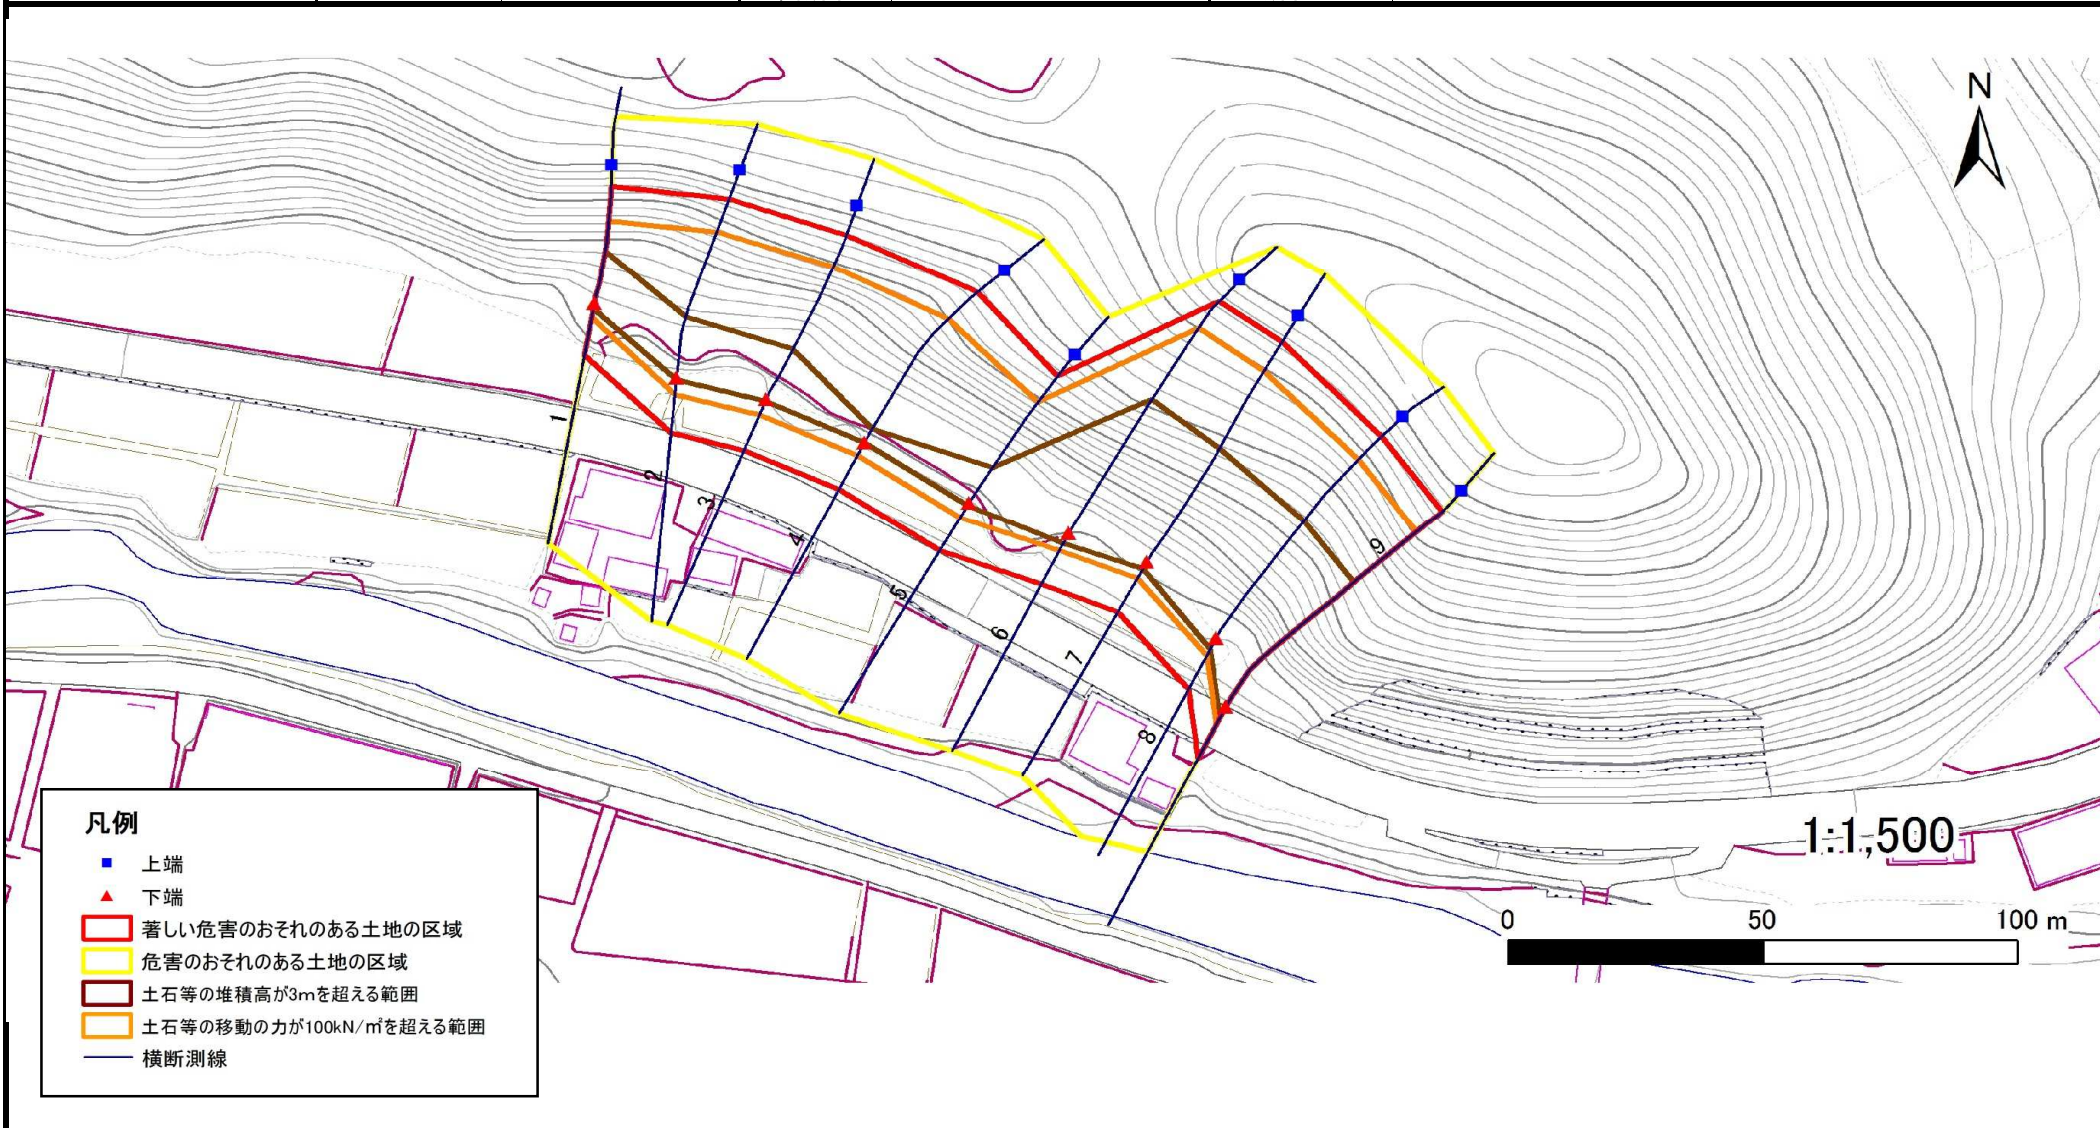 N
1
2
3
4
5
6
7
8
9
1:1,500
0 50 100 m
凡例
上端
下端
著しい危害のおそれのある土地の区域
危害のおそれのある土地の区域
土石等の堆積高が3mを超える範囲
土石等の移動の力が100kN/㎡を超える範囲
横断測線